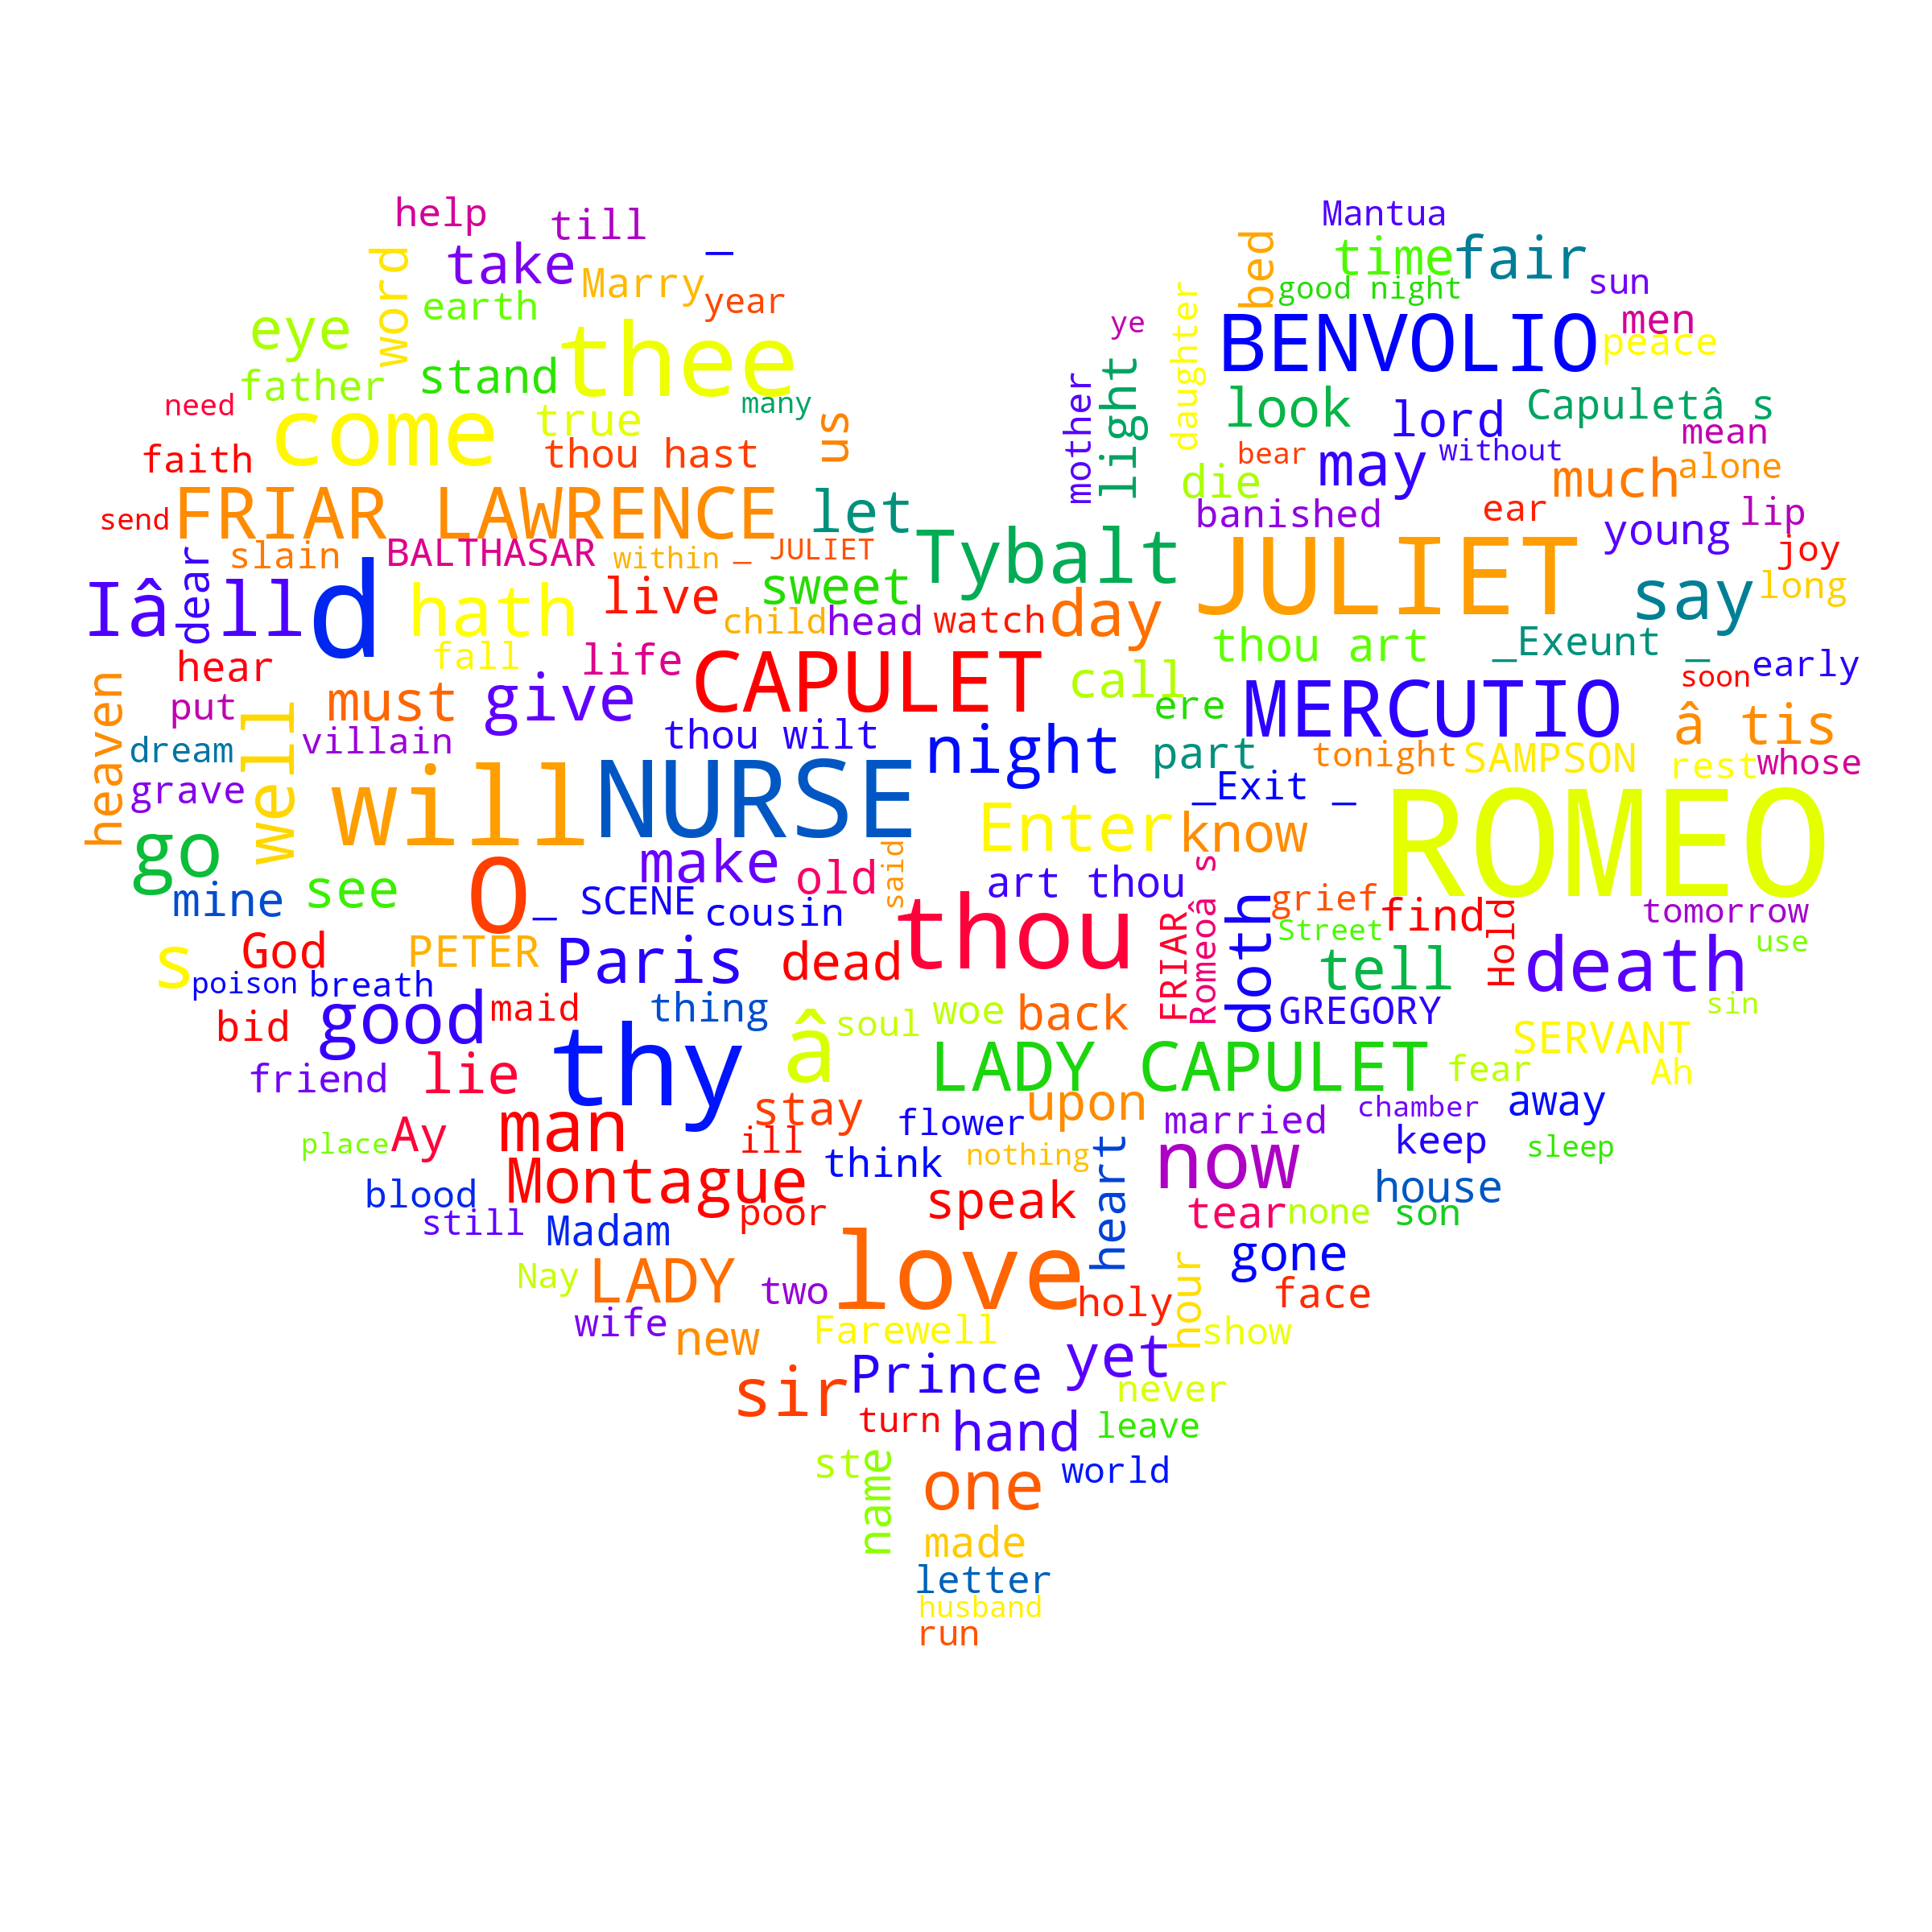 help
till
_
Mantua
word
take
Marry
year
bed
time
fair
sun
earth
good night
eye
thee
ye
daughter
BENVOLIO
men
peace
father
stand
many
mother
light
look
lord
Capuletâ s
need
come
true
us
mean
faith
thou hast
bear
may
without
much
alone
die
send
FRIAR LAWRENCE
let
banished
ear
young
lip
slain
BALTHASAR
within _
JULIET
Tybalt
JULIET
joy
Iâ ll
dear
d
hath
live
sweet
day
say
long
child
head
watch
hear
fall
life
CAPULET
call
thou art
_Exeunt _
early
soon
heaven
put
well
must
give
ere
MERCUTIO
â tis
dream
villain
thou wilt
night
part
tonight
SAMPSON
rest
whose
grave
will
NURSE
_Exit _
ROMEO
go
Enter
know
make
old
said
art thou
mine
see
O
_ SCENE
cousin
thou
FRIAR
Romeoâ s
doth
grief
find
Hold
tomorrow
Street
s
God
PETER
Paris
dead
tell
death
use
poison
breath
good
maid
thing
â
soul
woe
back
GREGORY
sin
bid
thy
SERVANT
friend
lie
LADY CAPULET
fear
Ah
man
stay
flower
upon
married
chamber
away
place
Ay
ill
think
nothing
heart
now
keep
sleep
Montague
blood
still
Madam
poor
speak
tear
none
house
son
Nay
LADY
two
love
holy
hour
gone
face
wife
new
Farewell
show
sir
Prince
yet
never
turn
hand
leave
st
name
one
world
made
letter
husband
run